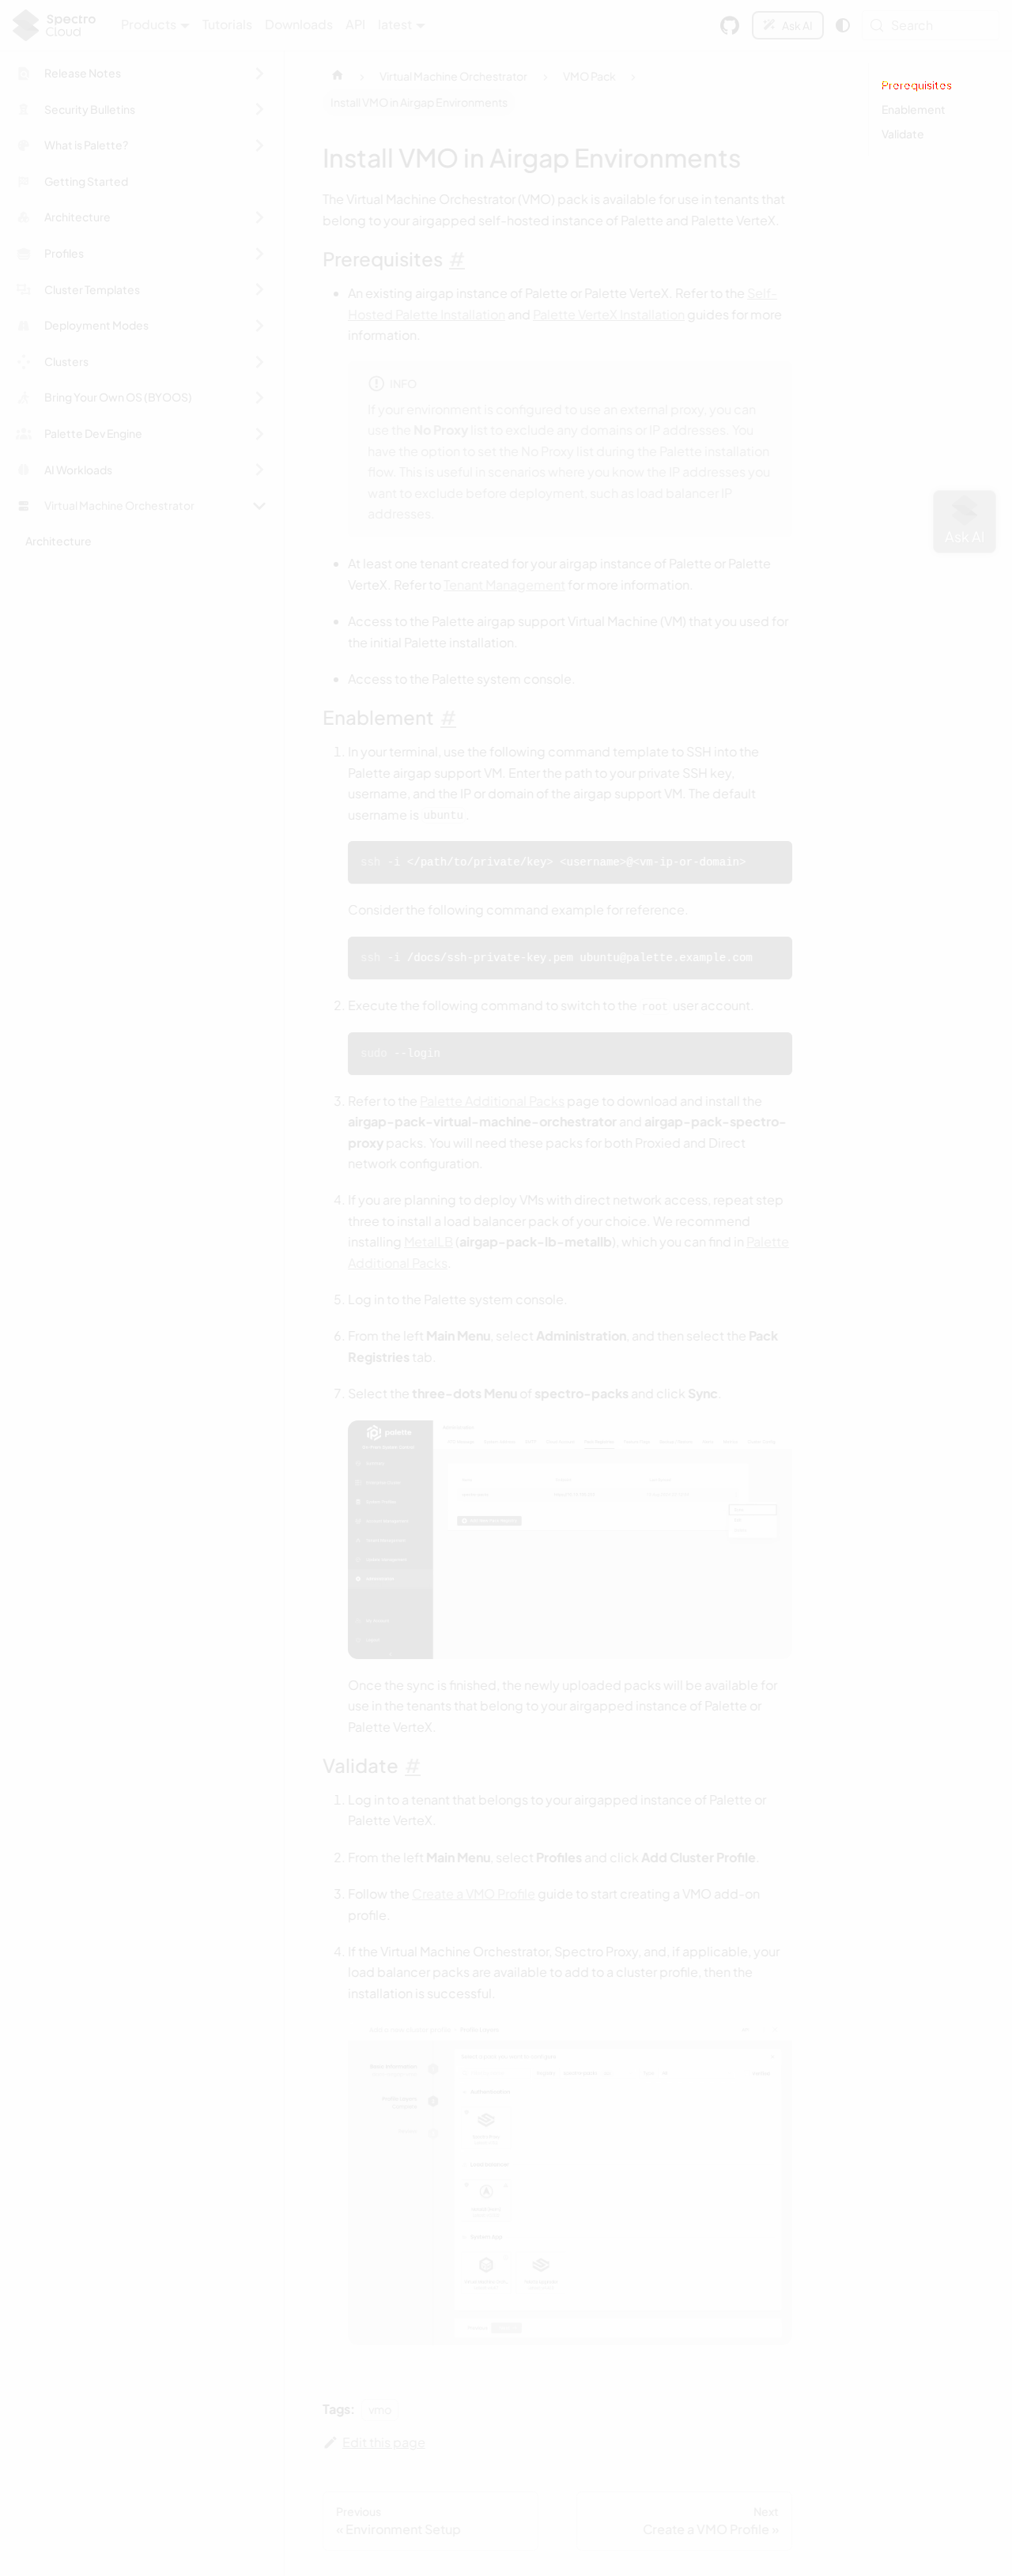 Spectro Cloud
Products
Tutorials
Downloads
API
latest
Ask AI
Search
Release Notes
Security Bulletins
What is Palette?
Getting Started
Architecture
Profiles
Cluster Templates
Deployment Modes
Clusters
Bring Your Own OS (BYOOS)
Palette Dev Engine
AI Workloads
Virtual Machine Orchestrator
Architecture
Virtual Machine Orchestrator
VMO Pack
Install VMO in Airgap Environments
Install VMO in Airgap Environments
The Virtual Machine Orchestrator (VMO) pack is available for use in tenants that
belong to your airgapped self-hosted instance of Palette and Palette VerteX.
Prerequisites #
An existing airgap instance of Palette or Palette VerteX. Refer to the Self-
Hosted Palette Installation and Palette VerteX Installation guides for more
information.
INFO
If your environment is configured to use an external proxy, you can
use the No Proxy list to exclude any domains or IP addresses. You
have the option to set the No Proxy list during the Palette installation
flow. This is useful in scenarios where you know the IP addresses you
want to exclude before deployment, such as load balancer IP
addresses.
At least one tenant created for your airgap instance of Palette or Palette
VerteX. Refer to Tenant Management for more information.
Access to the Palette airgap support Virtual Machine (VM) that you used for
the initial Palette installation.
Access to the Palette system console.
Enablement #
1. In your terminal, use the following command template to SSH into the
Palette airgap support VM. Enter the path to your private SSH key,
username, and the IP or domain of the airgap support VM. The default
username is ubuntu.
ssh -i </path/to/private/key> <username>@<vm-ip-or-domain>
Consider the following command example for reference.
ssh -i /docs/ssh-private-key.pem ubuntu@palette.example.com
2. Execute the following command to switch to the root user account.
sudo --login
3. Refer to the Palette Additional Packs page to download and install the
airgap-pack-virtual-machine-orchestrator and airgap-pack-spectro-
proxy packs. You will need these packs for both Proxied and Direct
network configuration.
4. If you are planning to deploy VMs with direct network access, repeat step
three to install a load balancer pack of your choice. We recommend
installing MetalLB (airgap-pack-lb-metallb), which you can find in Palette
Additional Packs.
5. Log in to the Palette system console.
6. From the left Main Menu, select Administration, and then select the Pack
Registries tab.
7. Select the three-dots Menu of spectro-packs and click Sync.
palette
Once the sync is finished, the newly uploaded packs will be available for
use in the tenants that belong to your airgapped instance of Palette or
Palette VerteX.
Validate #
1. Log in to a tenant that belongs to your airgapped instance of Palette or
Palette VerteX.
2. From the left Main Menu, select Profiles and click Add Cluster Profile.
3. Follow the Create a VMO Profile guide to start creating a VMO add-on
profile.
4. If the Virtual Machine Orchestrator, Spectro Proxy, and, if applicable, your
load balancer packs are available to add to a cluster profile, then the
installation is successful.
Tags: vmo
Edit this page
Previous
« Environment Setup
Next
Create a VMO Profile »
Prerequisites
Enablement
Validate
Ask AI